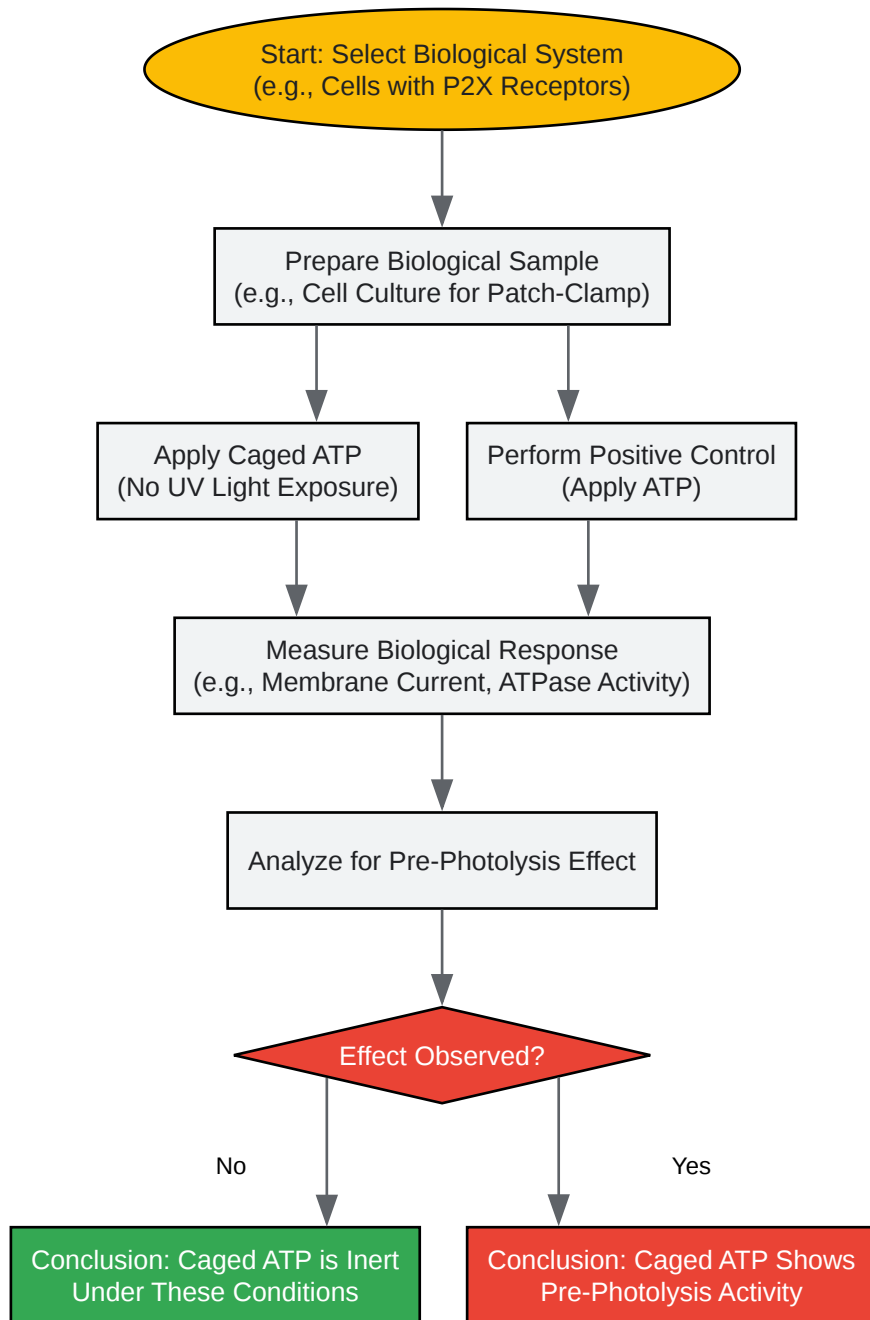 Start: Select Biological System
(e.g., Cells with P2X Receptors)
Prepare Biological Sample
(e.g., Cell Culture for Patch-Clamp)
Apply Caged ATP
(No UV Light Exposure)
Perform Positive Control
(Apply ATP)
Measure Biological Response
(e.g., Membrane Current, ATPase Activity)
Analyze for Pre-Photolysis Effect
Effect Observed?
No
Yes
Conclusion: Caged ATP is Inert
Under These Conditions
Conclusion: Caged ATP Shows
Pre-Photolysis Activity